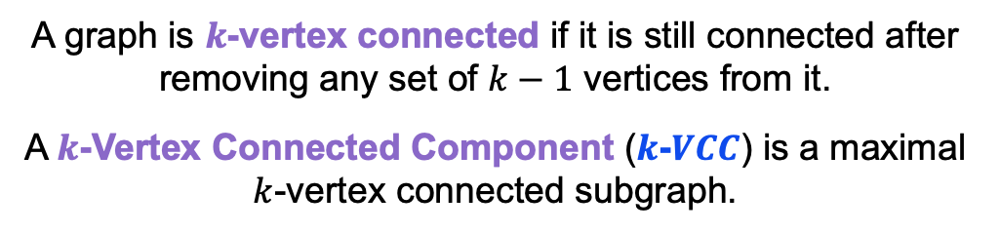 A graph is k-vertex connected if it is still connected after
removing any set of k − 1 vertices from it.
A k-Vertex Connected Component (k-VCC) is a maximal
k-vertex connected subgraph.